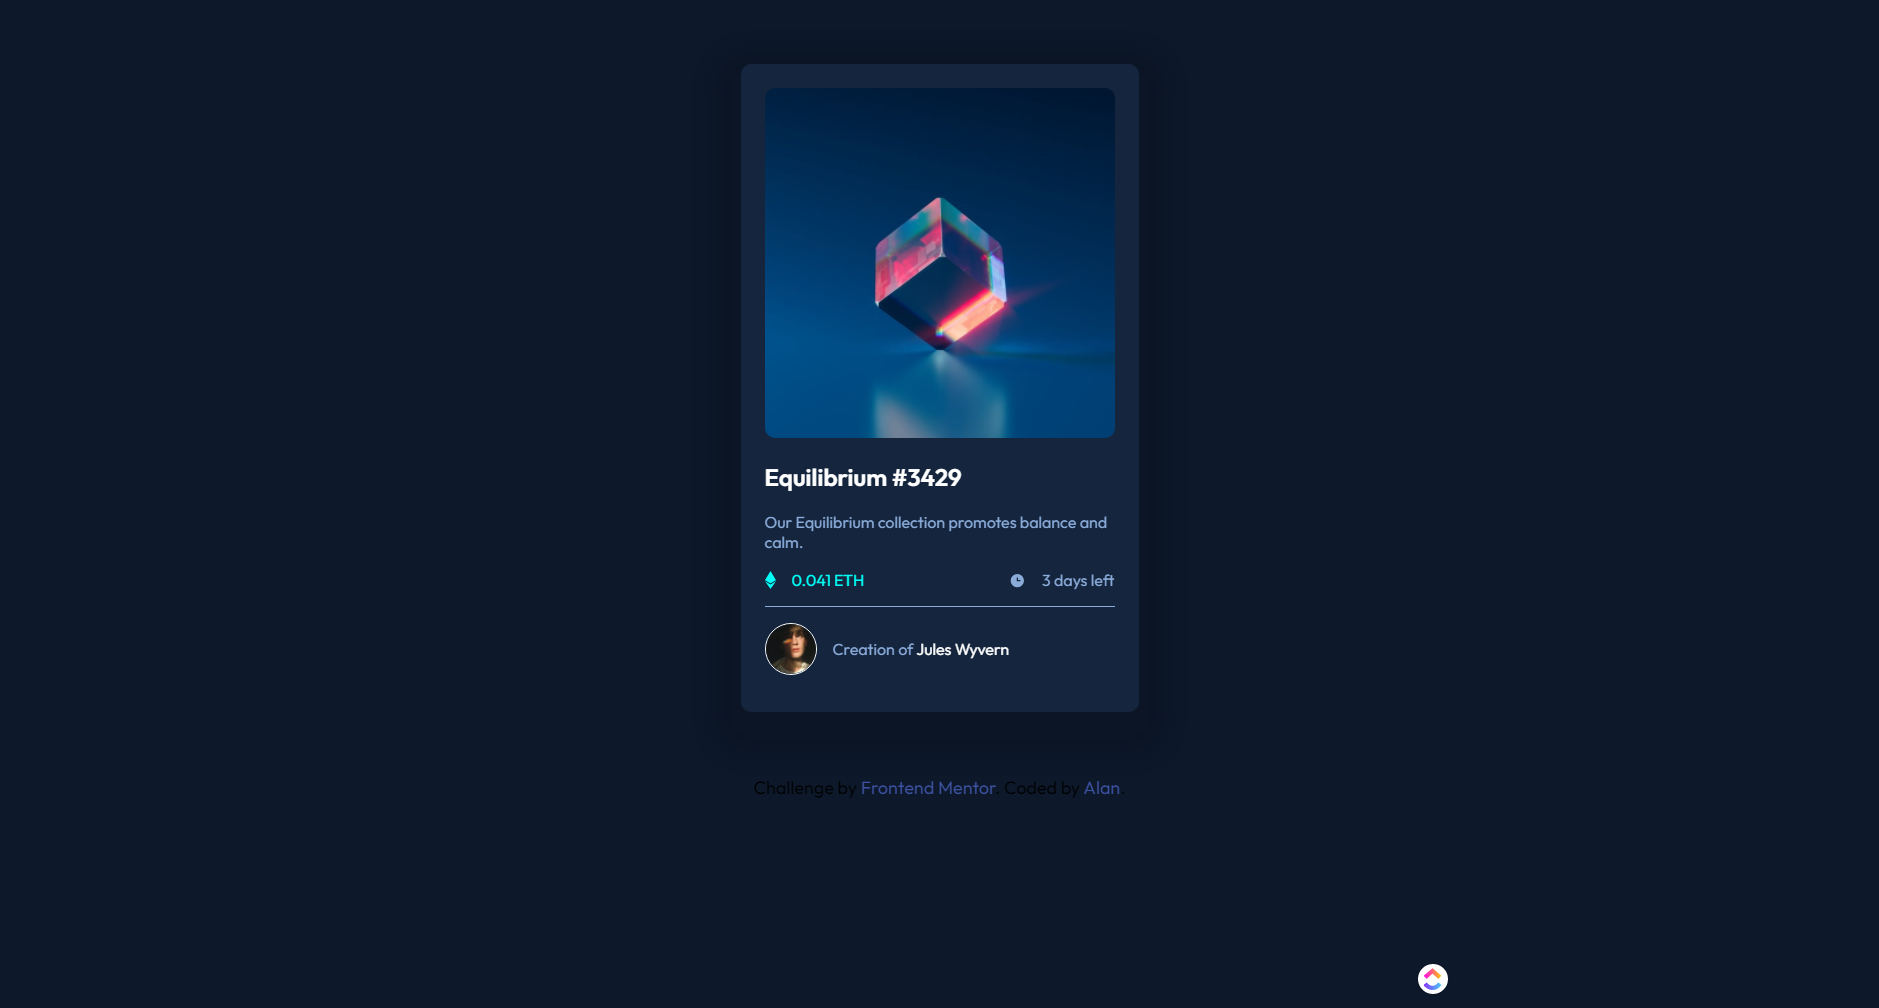 Equilibrium #3429
Our Equilibrium collection promotes balance and
calm.
0.041 ETH
3 days left
Creation of Jules Wyvern
Challenge by Frontend Mentor. Coded by Alan.